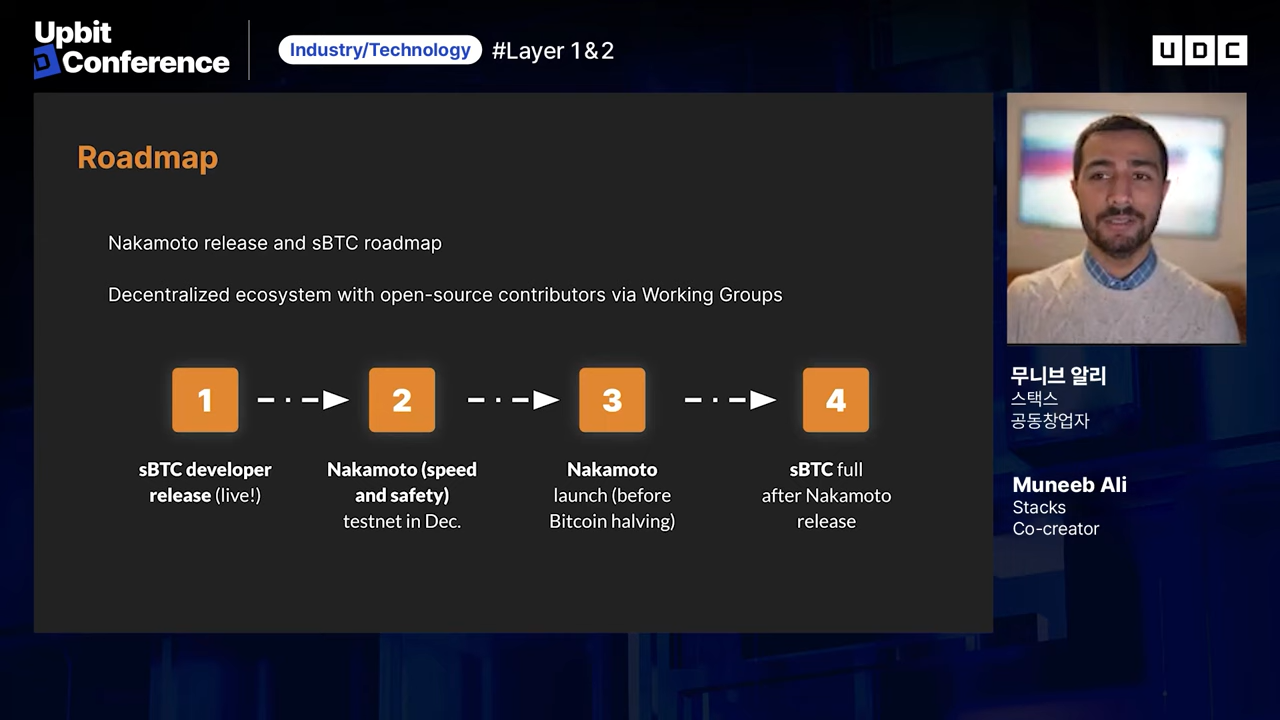 Upbit
D Conference
Industry/Technology #Layer 1&2
UDC
Roadmap
Nakamoto release and sBTC roadmap
Decentralized ecosystem with open-source contributors via Working Groups
1
2
3
4
sBTC developer
release (live!)
Nakamoto (speed
and safety)
testnet in Dec.
Nakamoto
launch (before
Bitcoin halving)
sBTC full
after Nakamoto
release
무니브 알리
스택스
공동창업자
Muneeb Ali
Stacks
Co-creator